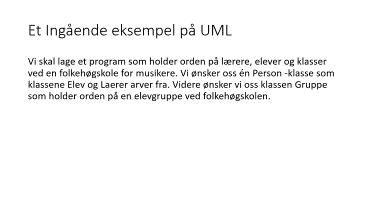 Et Ingående eksempel på UML
Vi skal lage et program som holder orden på lærere, elever og klasser
ved en folkehøgskole for musikere. Vi ønsker oss én Person -klasse som
klassene Elev og Laerer arver fra. Videre ønsker vi oss klassen Gruppe
som holder orden på en elevgruppe ved folkehøgskolen.